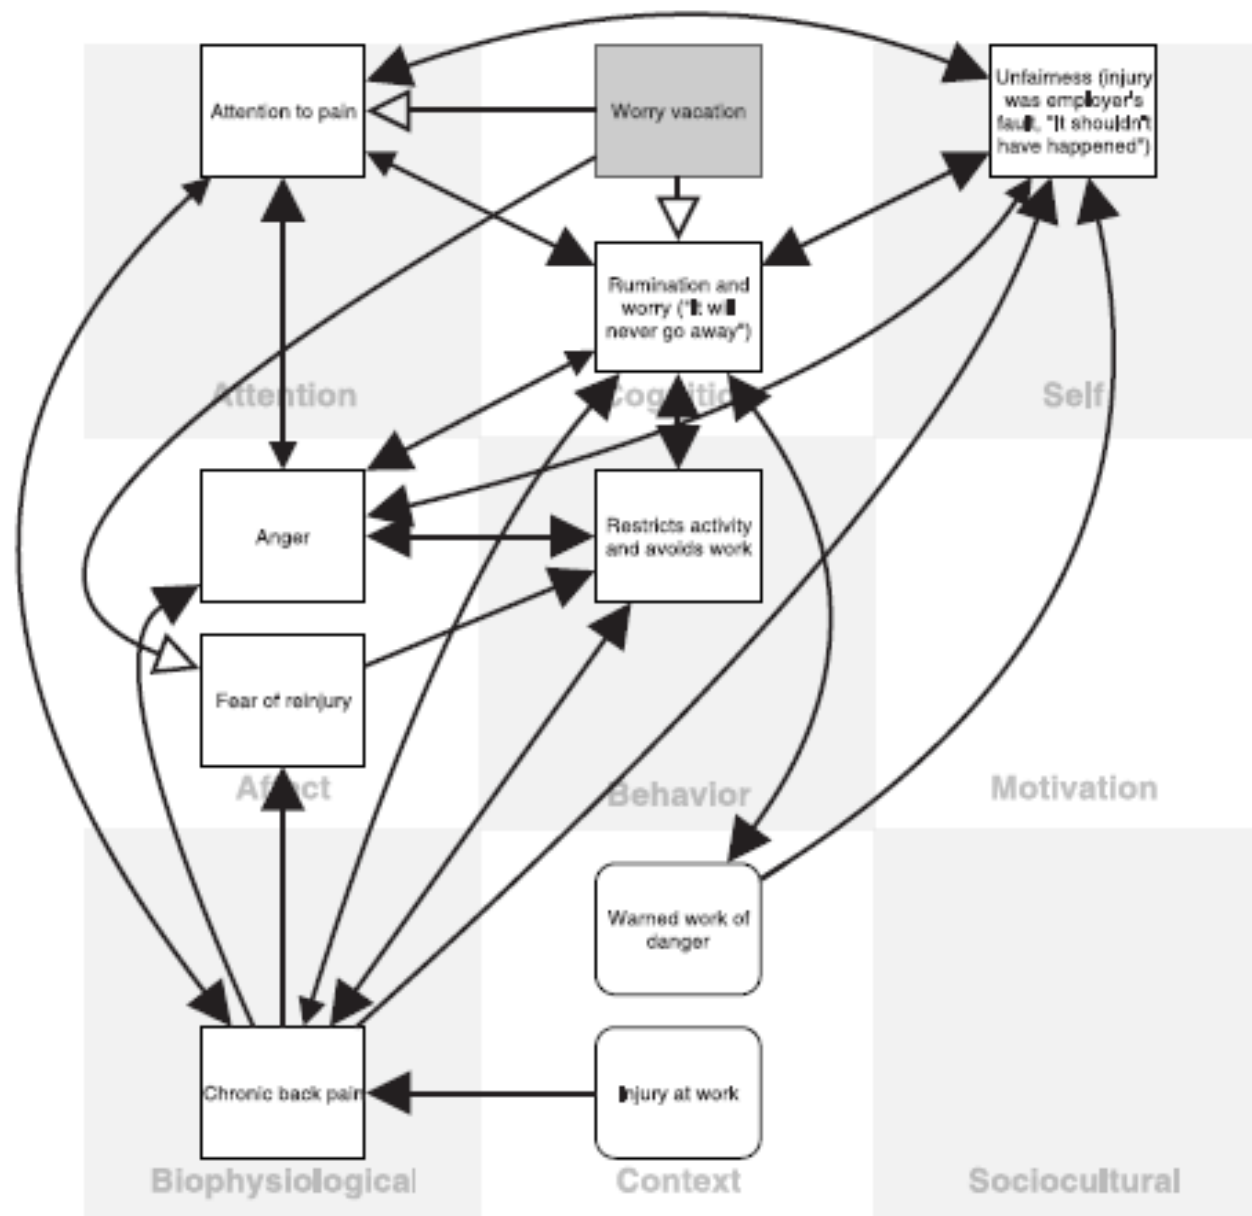 Attention to pain
Worry vacation
Unfairness (injury
was employer's
fault, "It shouldn't
have happened")
Rumination and
worry ("It will
never go away")
Attention
Cognition
Self
Anger
Restricts activity
and avoids work
Fear of reinjury
Affect
Behavior
Motivation
Warned work of
danger
Chronic back pain
Injury at work
Biophysiological
Context
Sociocultural